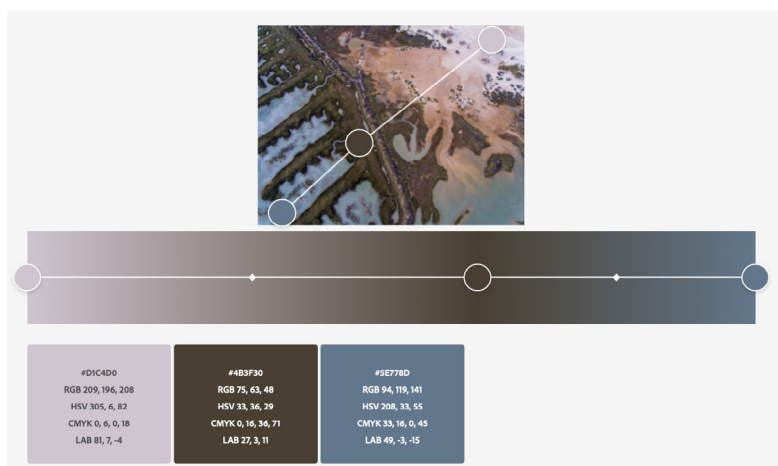 #D1C4D0
RGB 209, 196, 208
HSV 305, 6, 82
CMYK 0, 6, 0, 18
LAB 81, 7, -4
#4B3F30
RGB 75, 63, 48
HSV 33, 36, 29
CMYK 0, 16, 36, 71
LAB 27, 3, 11
#5E778D
RGB 94, 119, 141
HSV 208, 33, 55
CMYK 33, 16, 0, 45
LAB 49, -3, -15